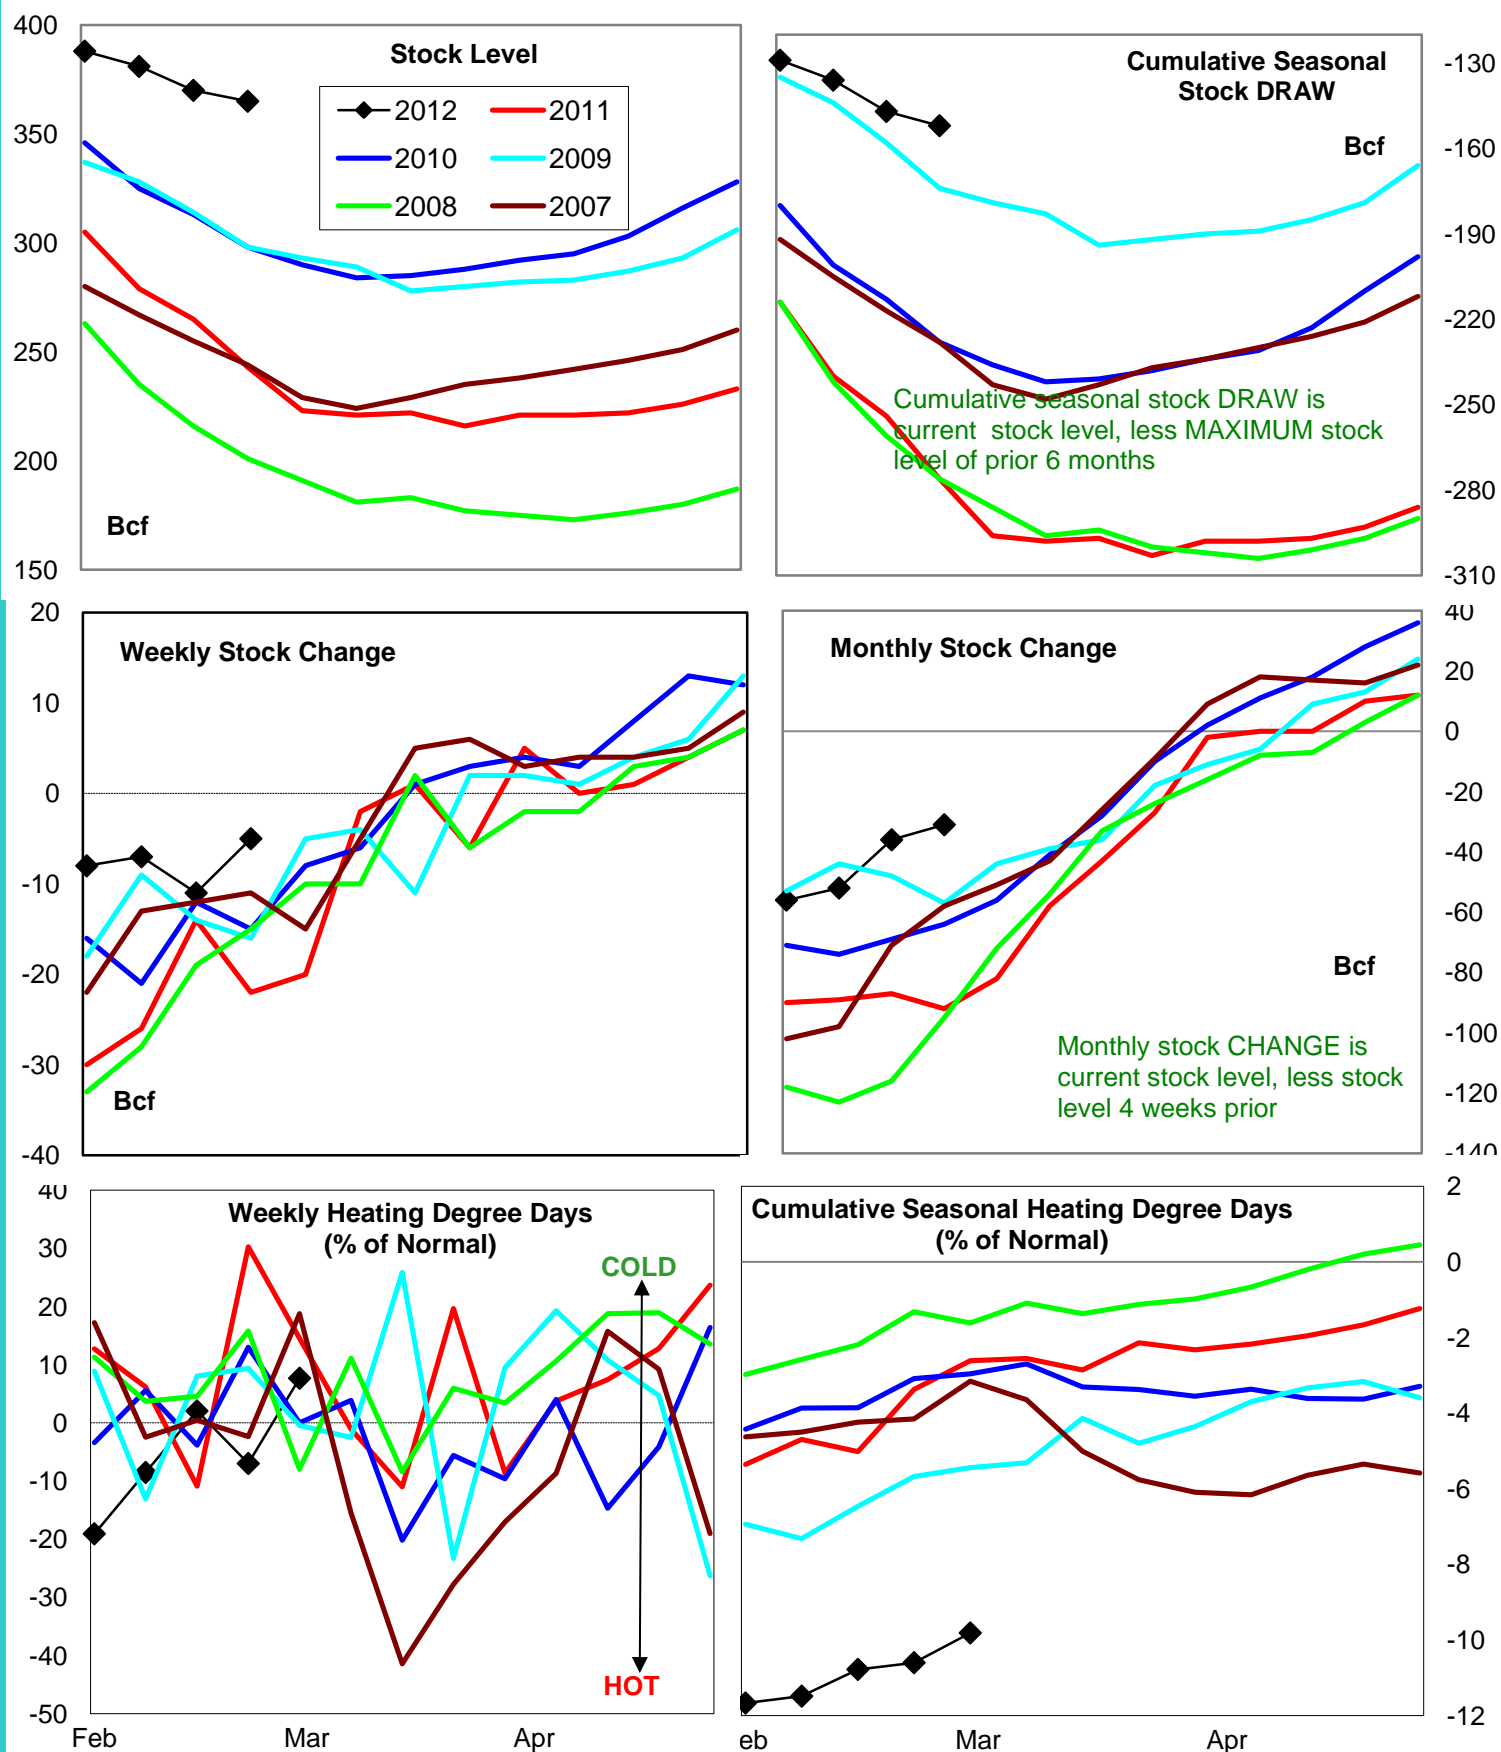 400
350
300
250
200
150
Stock Level
2012 2011
2010 2009
2008 2007
Bcf
Cumulative Seasonal
Stock DRAW
Bcf
Cumulative seasonal stock DRAW is
current stock level, less MAXIMUM stock
level of prior 6 months
-130
-160
-190
-220
-250
-280
-310
20
10
0
-10
-20
-30
-40
Weekly Stock Change
Bcf
Monthly Stock Change
Bcf
Monthly stock CHANGE is
current stock level, less stock
level 4 weeks prior
40
20
0
-20
-40
-60
-80
-100
-120
-140
40
30
20
10
0
-10
-20
-30
-40
-50
Weekly Heating Degree Days
(% of Normal)
COLD
HOT
Feb Mar Apr
Cumulative Seasonal Heating Degree Days
(% of Normal)
2
0
-2
-4
-6
-8
-10
-12
eb Mar Apr